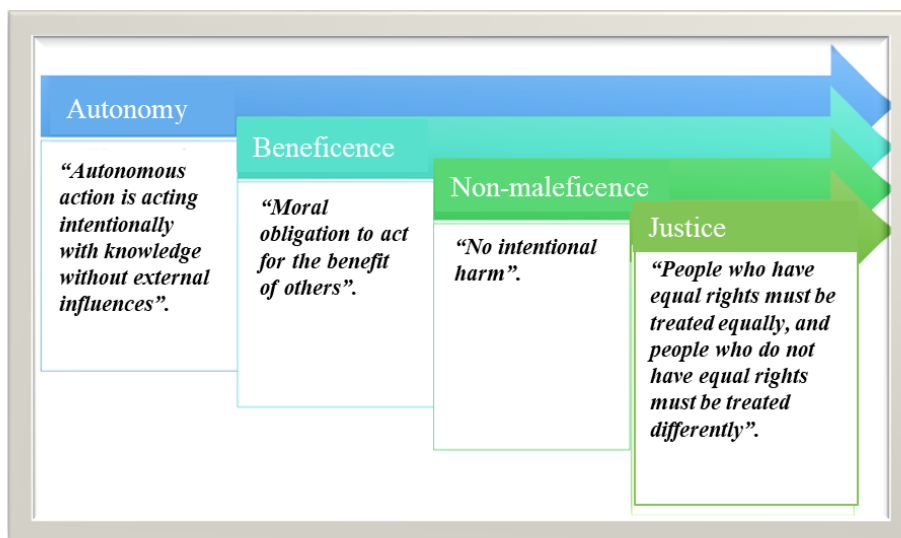 Autonomy
“Autonomous
action is acting
intentionally
with knowledge
without external
influences”.
Beneficence
“Moral
obligation to act
for the benefit
of others”.
Non-maleficence
“No intentional
harm”.
Justice
“People who have
equal rights must be
treated equally, and
people who do not
have equal rights
must be treated
differently”.